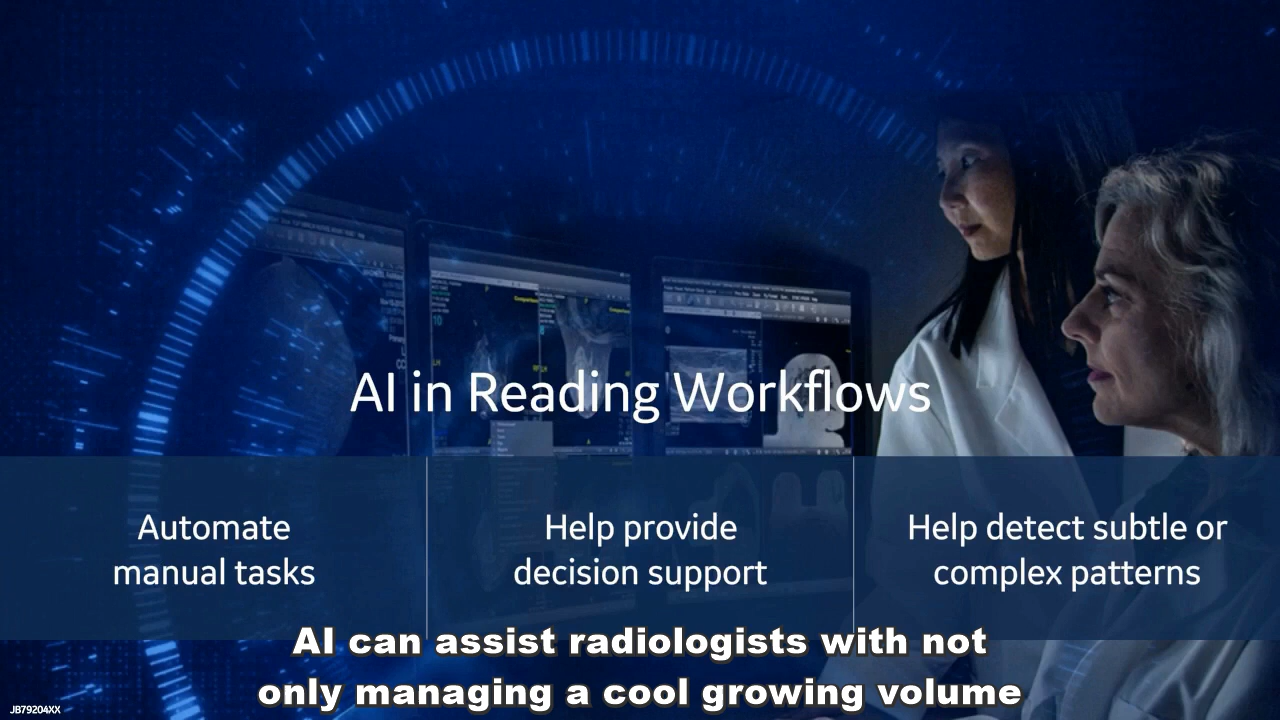 AI in Reading Workflows
Automate
manual tasks
Help provide
decision support
Help detect subtle or
complex patterns
AI can assist radiologists with not
only managing a cool growing volume
JB79204XX